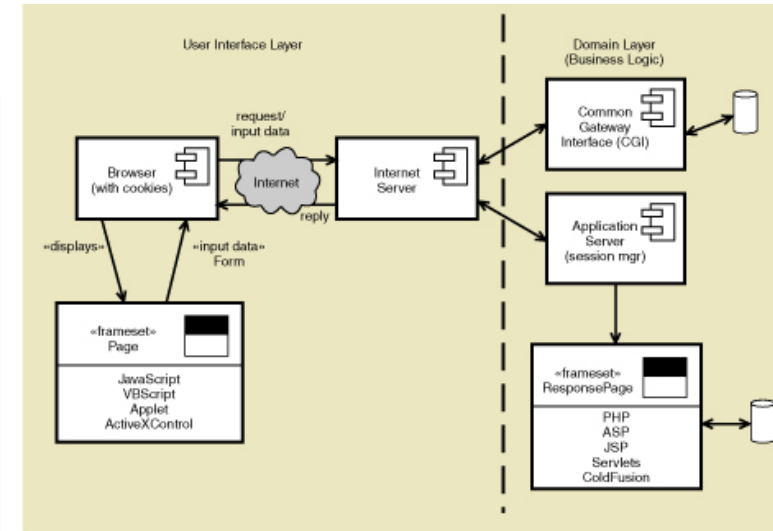 User Interface Layer
Domain Layer
(Business Logic)
request/
input data
Browser
(with cookies)
Internet
Internet
Server
reply
Common
Gateway
Interface (CGI)
Application
Server
(session mgr)
«displays»
«input data»
Form
«frameset»
Page
JavaScript
VBScript
Applet
ActiveXControl
«frameset»
ResponsePage
PHP
ASP
JSP
Servlets
ColdFusion